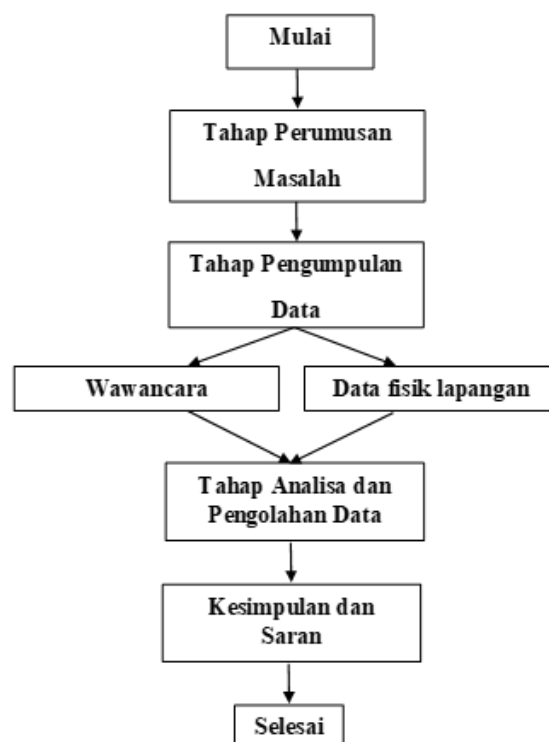 Mulai
Tahap Perumusan
Masalah
Tahap Pengumpulan
Data
Wawancara
Data fisik lapangan
Tahap Analisa dan
Pengolahan Data
Kesimpulan dan
Saran
Selesai